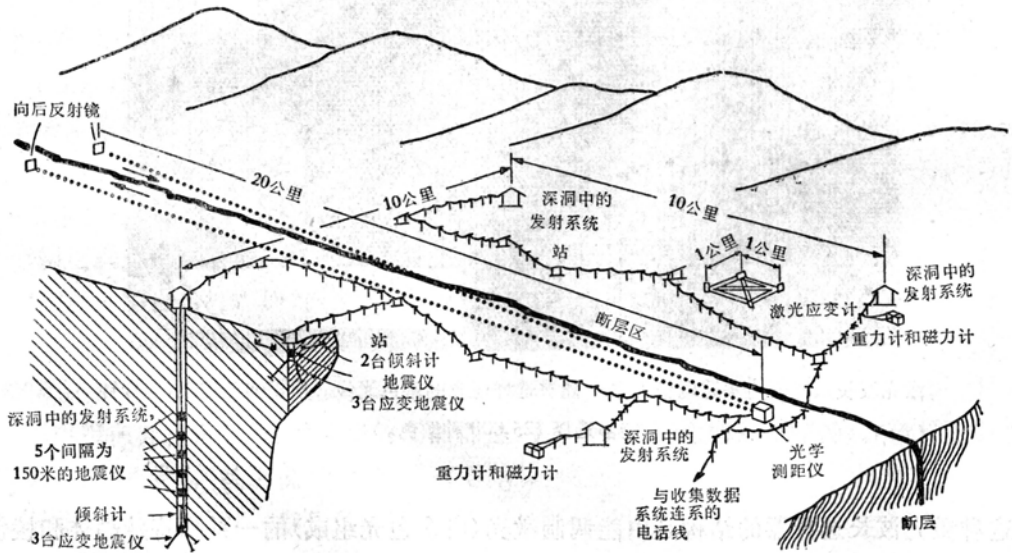 向后反射镜
20公里
10公里
深洞中的
发射系统
10公里
站
1公里
1公里
深洞中的
发射系统
激光应变计
重力计和磁力计
断层区
站
2台倾斜计
地震仪
3台应变地震仪
深洞中的发射系统,
5个间隔为
150米的地震仪
倾斜计
3台应变地震仪
重力计和磁力计
深洞中的
发射系统
光学
测距仪
与收集数据
系统连系的
电话线
断层